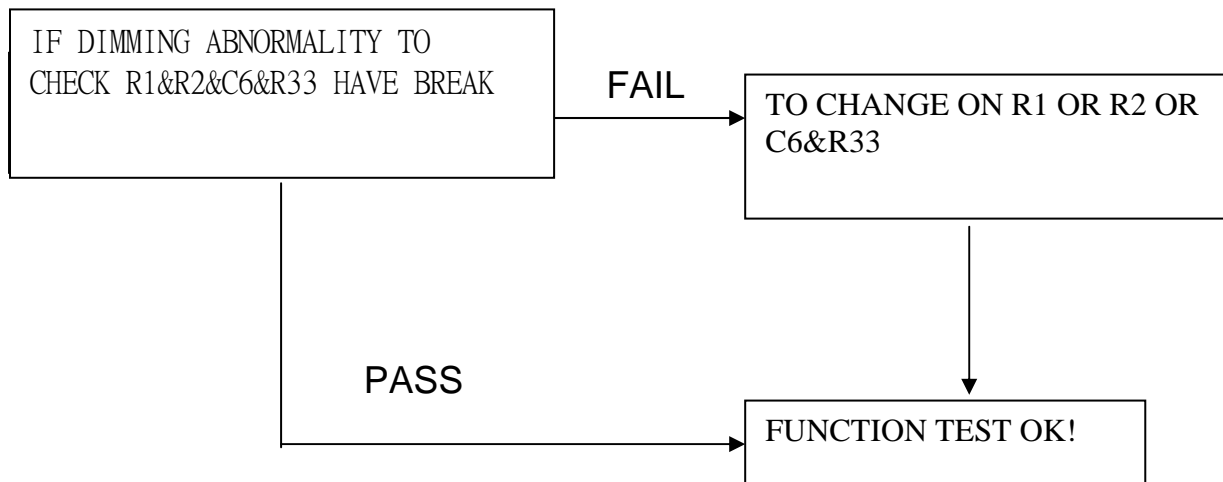 IF DIMMING ABNORMALITY TO
CHECK R1&R2&C6&R33 HAVE BREAK
FAIL
TO CHANGE ON R1 OR R2 OR
C6&R33
PASS
FUNCTION TEST OK!